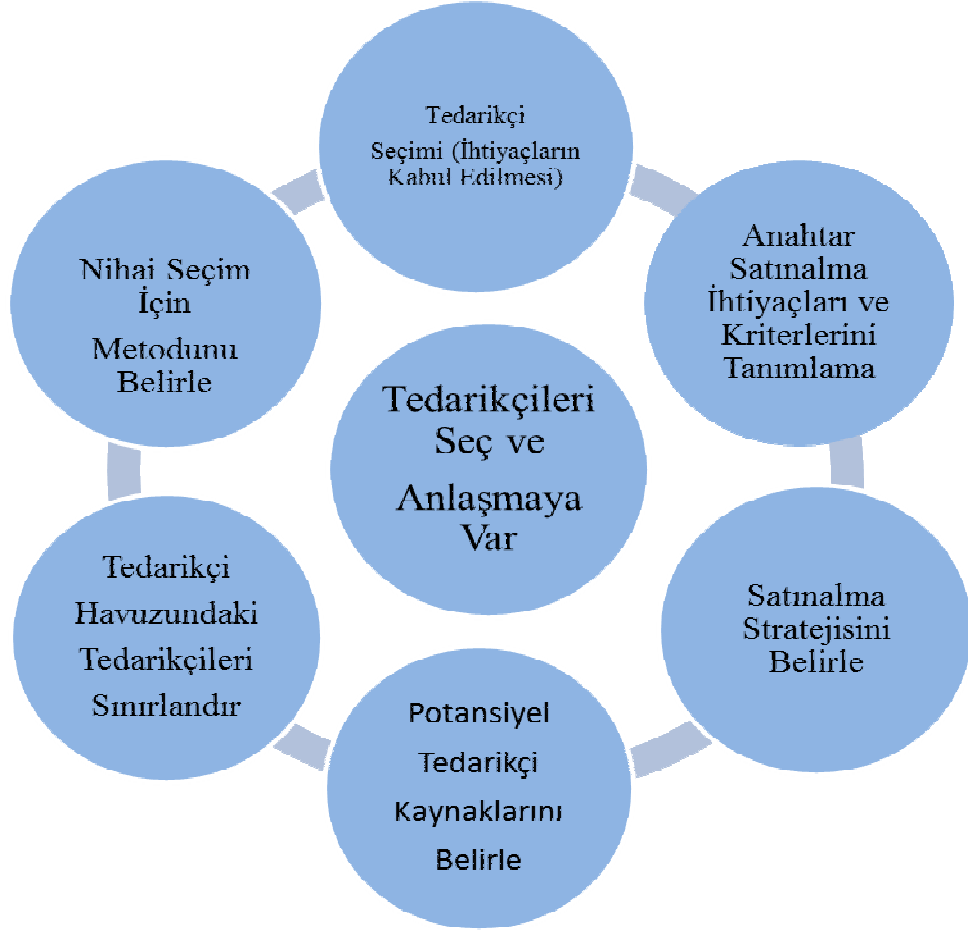 Tedarikçi
Seçimi (İhtiyaçların
Kabul Edilmesi)
Anahtar
Satınalma
İhtiyaçları ve
Kriterlerini
Tanımlama
Satınalma
Stratejisini
Belirle
Potansiyel
Tedarikçi
Kaynaklarını
Belirle
Tedarikçi
Havuzundaki
Tedarikçileri
Sınırlandır
Nihai Seçim
İçin
Metodunu
Belirle
Tedarikçileri
Seç ve
Anlaşmaya
Var